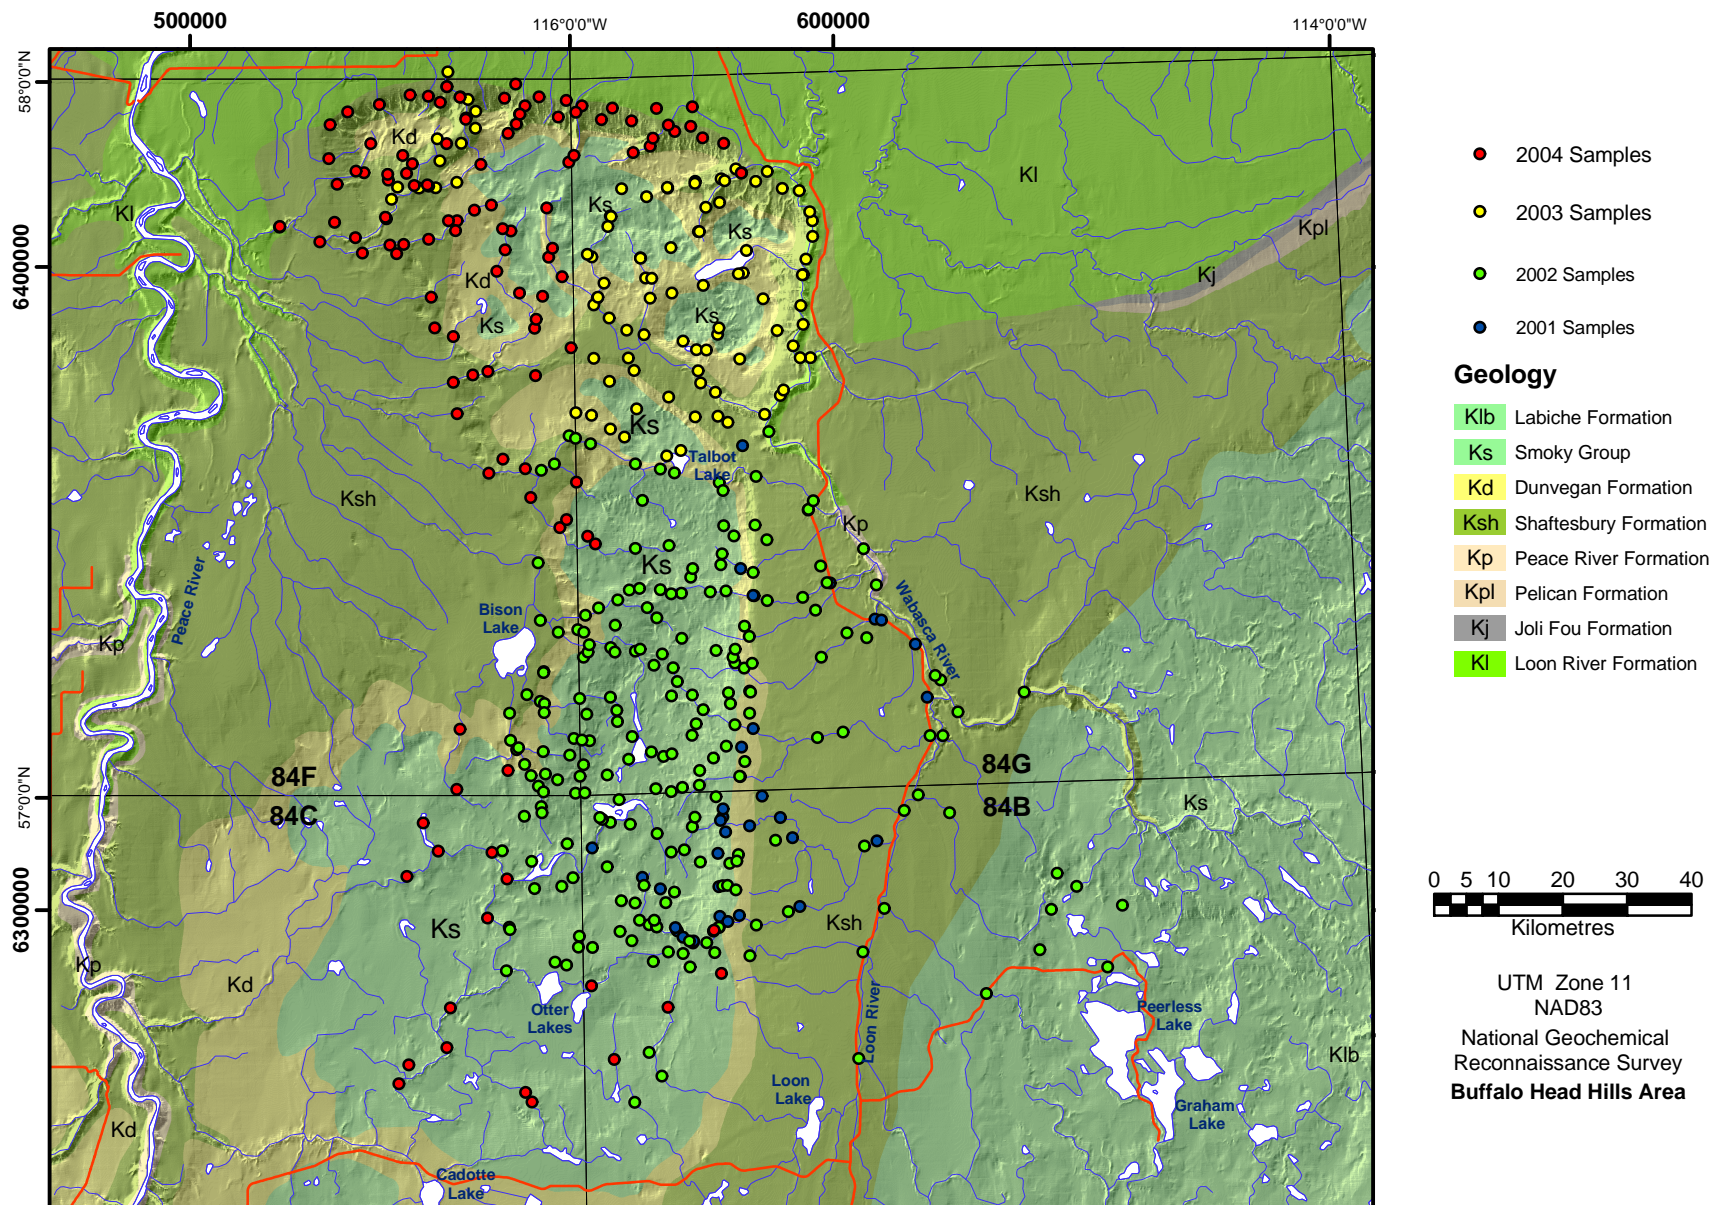 500000
116°0'0"W
600000
114°0'0"W
58°0'0"N
6400000
57°0'0"N
6300000
Kd
Kl
Kl
Kpl
Kj
Ks
Ks
Kd
Ks
Ks
Ks
Talbot
Lake
Ksh
Ksh
Kp
Ks
Peace River
Wabasca River
Bison
Lake
Kp
84F
84G
84C
84B
Ks
Ks
Ksh
Kp
Kd
Otter
Lakes
Loon River
Peerless
Lake
Klb
Loon
Lake
Graham
Lake
Kd
Cadotte
Lake
2004 Samples
2003 Samples
2002 Samples
2001 Samples
Geology
Klb Labiche Formation
Ks Smoky Group
Kd Dunvegan Formation
Ksh Shaftesbury Formation
Kp Peace River Formation
Kpl Pelican Formation
Kj Joli Fou Formation
Kl Loon River Formation
0 5 10 20 30 40
Kilometres
UTM Zone 11
NAD83
National Geochemical
Reconnaissance Survey
Buffalo Head Hills Area